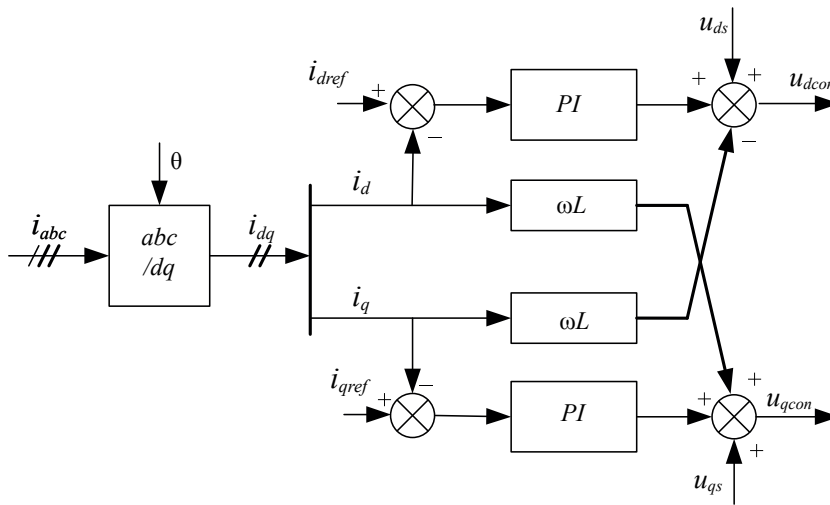 u_ds
i_dref
+
PI
+
+
u_dcon
−
−
θ
i_d
ωL
i_abc
abc
/dq
i_dq
i_q
ωL
i_qref
−
+
PI
+
+
u_qcon
+
u_qs